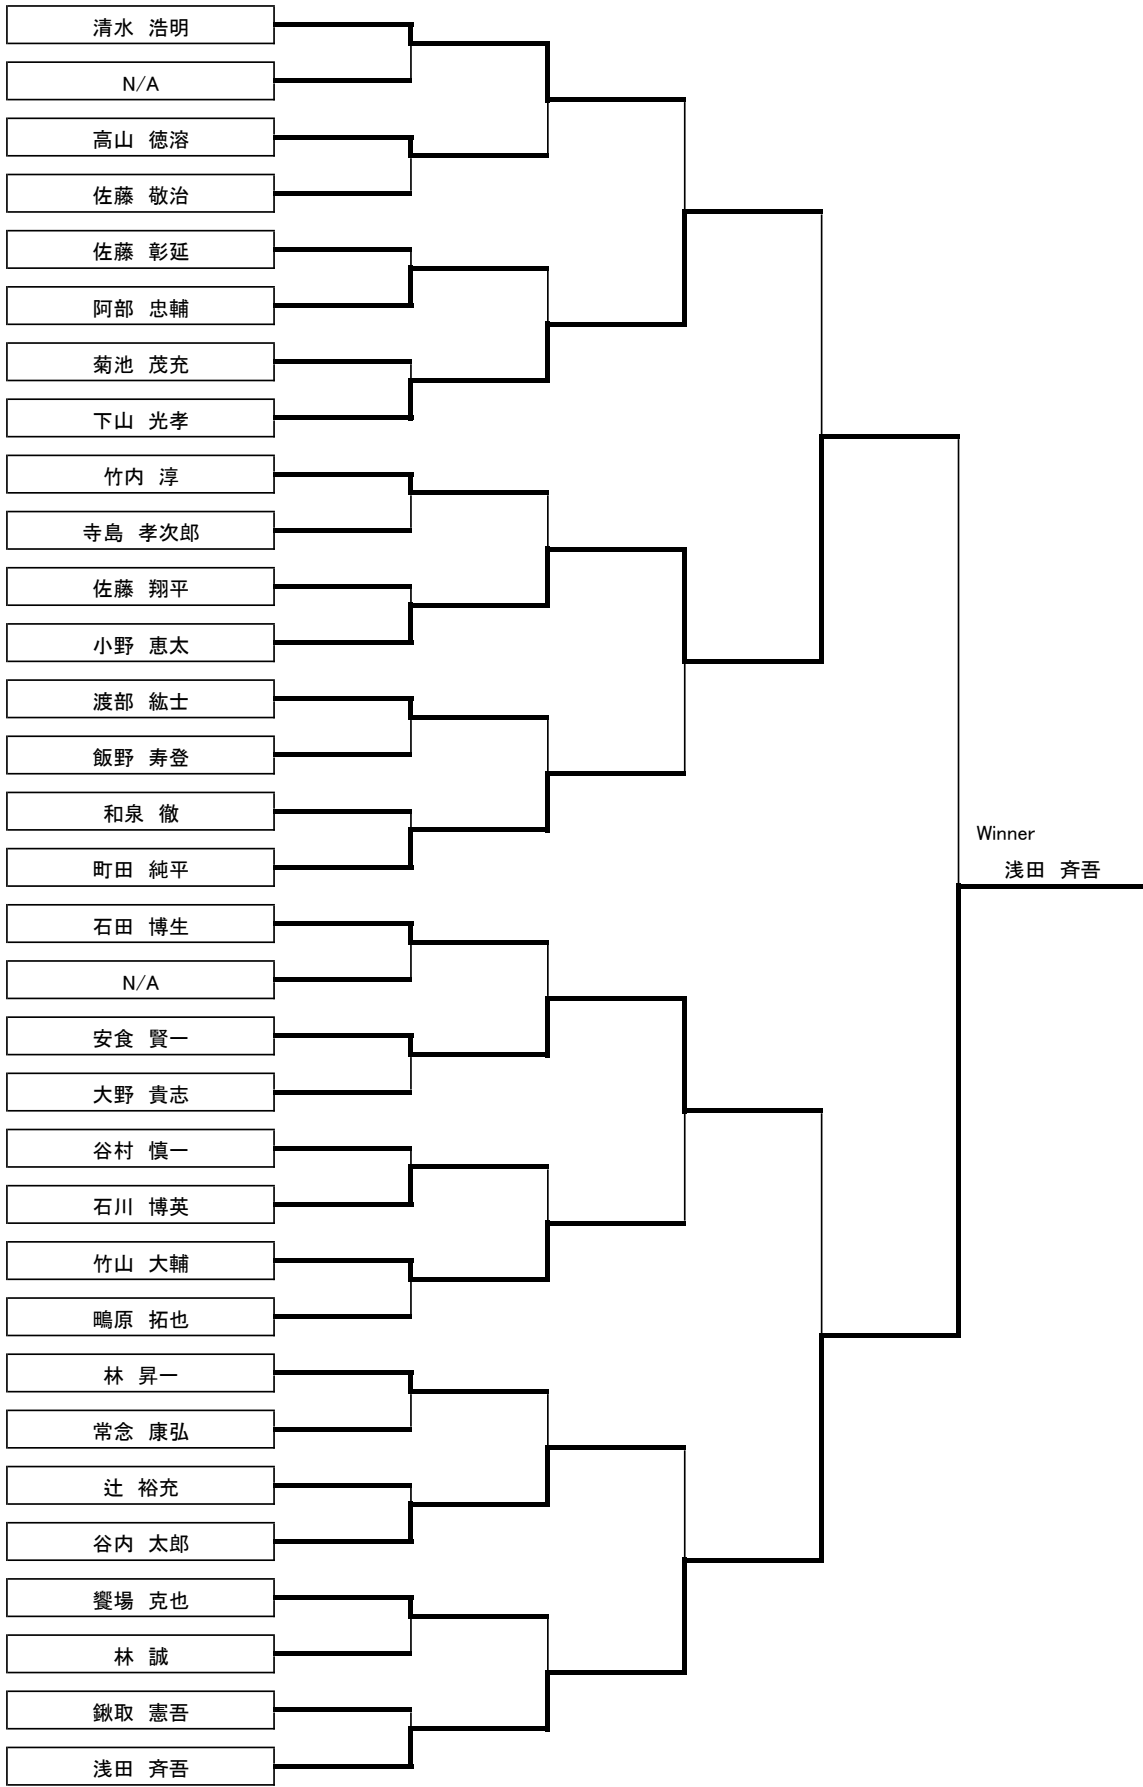 清水　浩明
N/A
高山　徳溶
佐藤　敬治
佐藤　彰延
阿部　忠輔
菊池　茂充
下山　光孝
竹内　淳
寺島　孝次郎
佐藤　翔平
小野　恵太
渡部　紘士
飯野　寿登
和泉　徹
町田　純平
Winner
浅田　斉吾
石田　博生
N/A
安食　賢一
大野　貴志
谷村　慎一
石川　博英
竹山　大輔
鴫原　拓也
林　昇一
常念　康弘
辻　裕充
谷内　太郎
饗場　克也
林　誠
鍬取　憲吾
浅田　斉吾